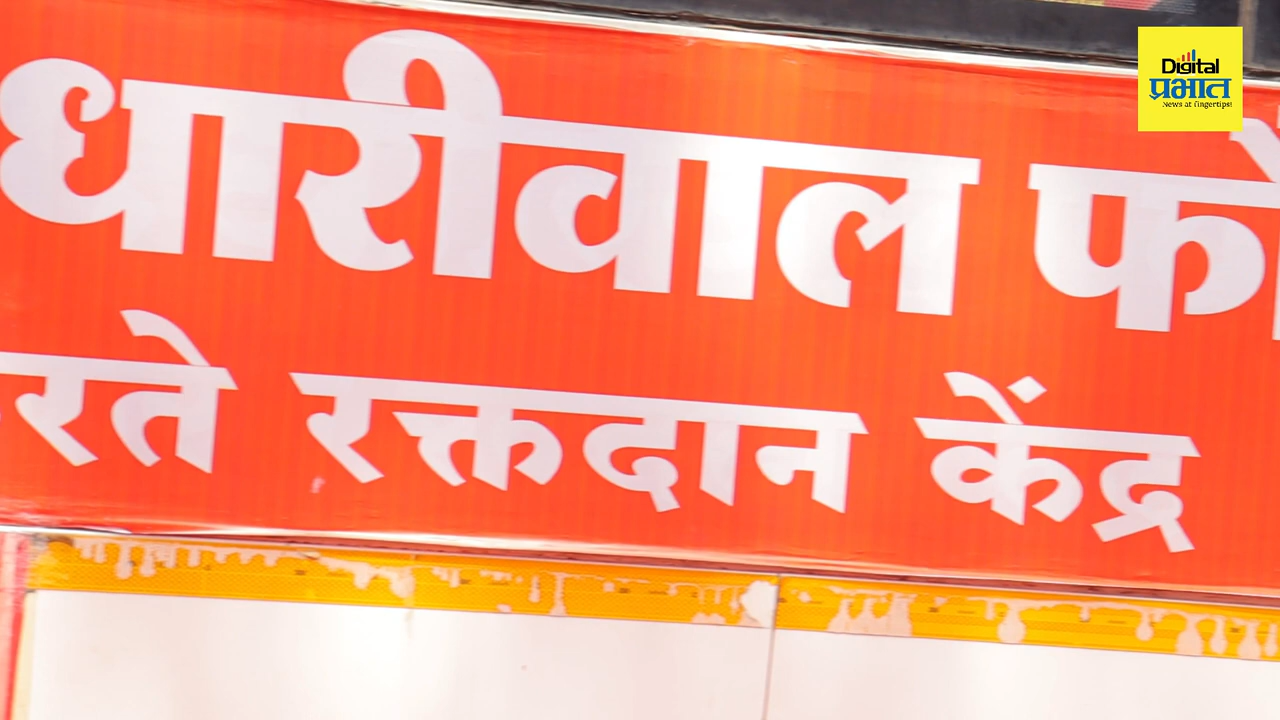 धारीवाल फो
रते रक्तदान केंद्र
Digital
प्रभात
News at fingertips!